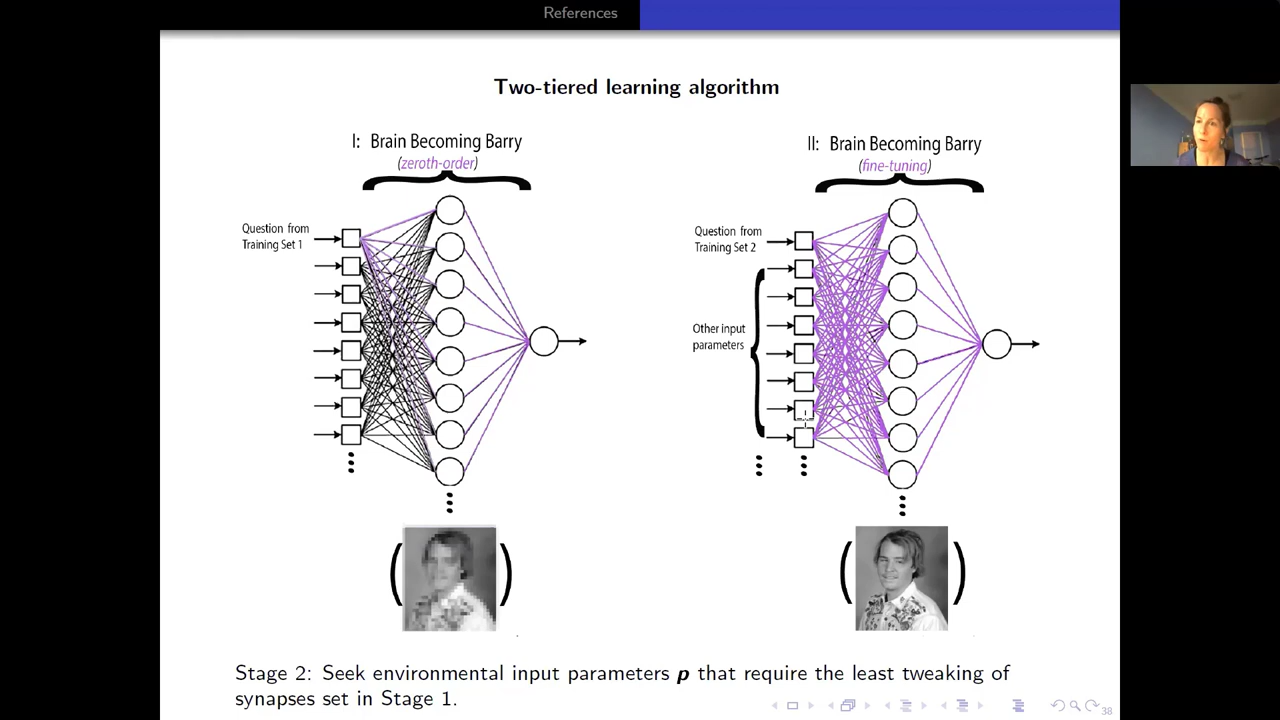 References
Two-tiered learning algorithm
I: Brain Becoming Barry
(zeroth-order)
Question from
Training Set 1
II: Brain Becoming Barry
(fine-tuning)
Question from
Training Set 2
Other input
parameters
Stage 2: Seek environmental input parameters p that require the least tweaking of
synapses set in Stage 1.
38